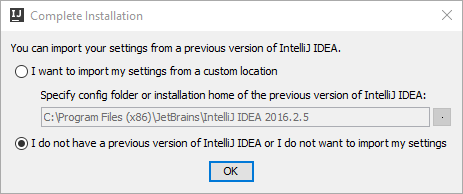 IJ Complete Installation
You can import your settings from a previous version of IntelliJ IDEA.
I want to import my settings from a custom location
Specify config folder or installation home of the previous version of IntelliJ IDEA:
C:\Program Files (x86)\JetBrains\IntelliJ IDEA 2016.2.5
.
I do not have a previous version of IntelliJ IDEA or I do not want to import my settings
OK